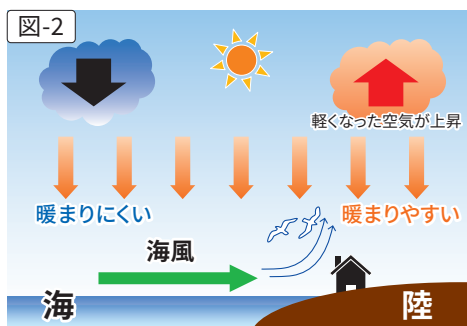 図-2
軽くなった空気が上昇
暖まりにくい
暖まりやすい
海風
海
陸